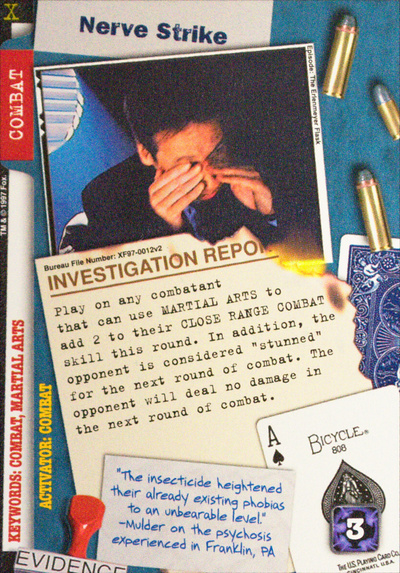 X
Nerve Strike
COMBAT
Episode: The Erlenmeyer Flask
TM & © 1997 Fox.
Bureau File Number: XF97-0012v2
INVESTIGATION REPO
Play on any combatant
that can use MARTIAL ARTS to
add 2 to their CLOSE RANGE COMBAT
skill this round. In addition, the
opponent is considered "stunned"
for the next round of combat. The
opponent will deal no damage in
the next round of combat.
KEYWORDS: COMBAT, MARTIAL ARTS
ACTIVATOR: COMBAT
"The insecticide heightened
their already existing phobias
to an unbearable level."
-Mulder on the psychosis
experienced in Franklin, PA
A
BICYCLE®
808
3
THE U.S. PLAYING CARD CO.
CINCINNATI, U.S.A.
EVIDENCE